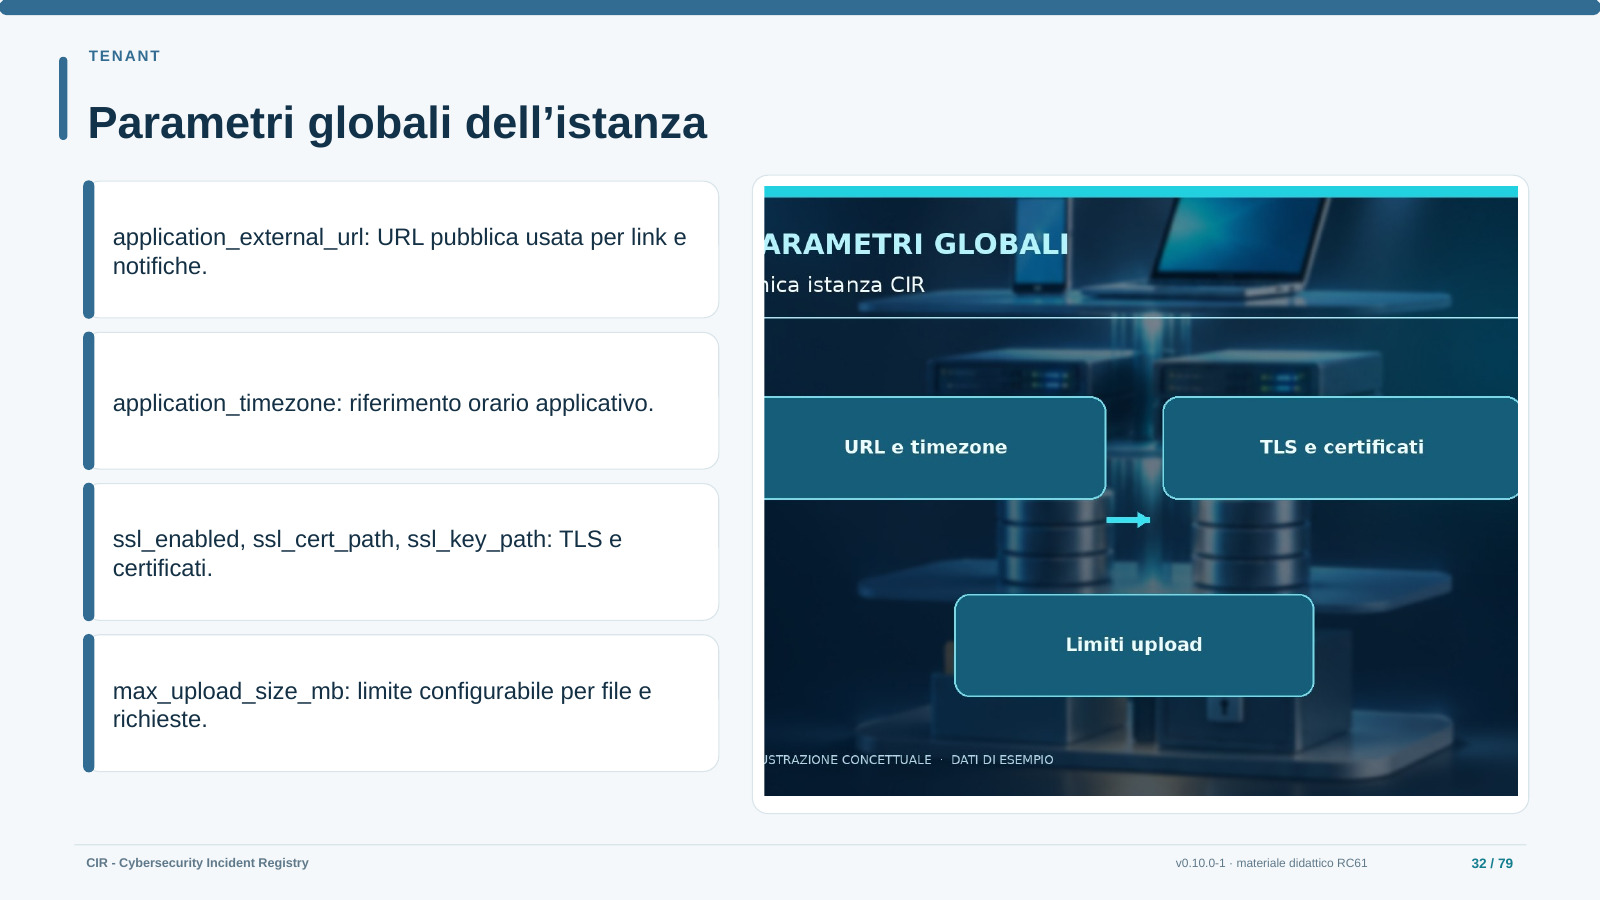 TENANT
Parametri globali dell’istanza
application_external_url: URL pubblica usata per link e
notifiche.
application_timezone: riferimento orario applicativo.
ssl_enabled, ssl_cert_path, ssl_key_path: TLS e
certificati.
max_upload_size_mb: limite configurabile per file e
richieste.
ARAMETRI GLOBALI
nica istanza CIR
URL e timezone
TLS e certificati
Limiti upload
USTRAZIONE CONCETTUALE · DATI DI ESEMPIO
CIR - Cybersecurity Incident Registry
v0.10.0-1 · materiale didattico RC61
32 / 79